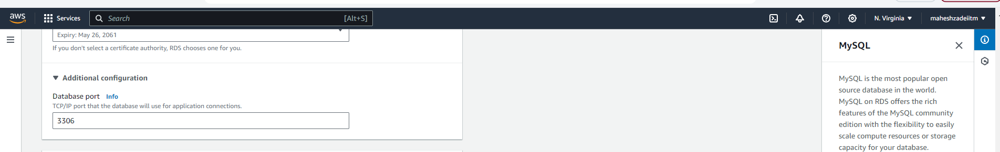 aws
Services
Search
[Alt+S]
N. Virginia
maheshzadeiitm
Expiry: May 26, 2061
If you don't select a certificate authority, RDS chooses one for you.
Additional configuration
Database port Info
TCP/IP port that the database will use for application connections.
3306
MySQL
MySQL is the most popular open
source database in the world.
MySQL on RDS offers the rich
features of the MySQL community
edition with the flexibility to easily
scale compute resources or storage
capacity for your database.